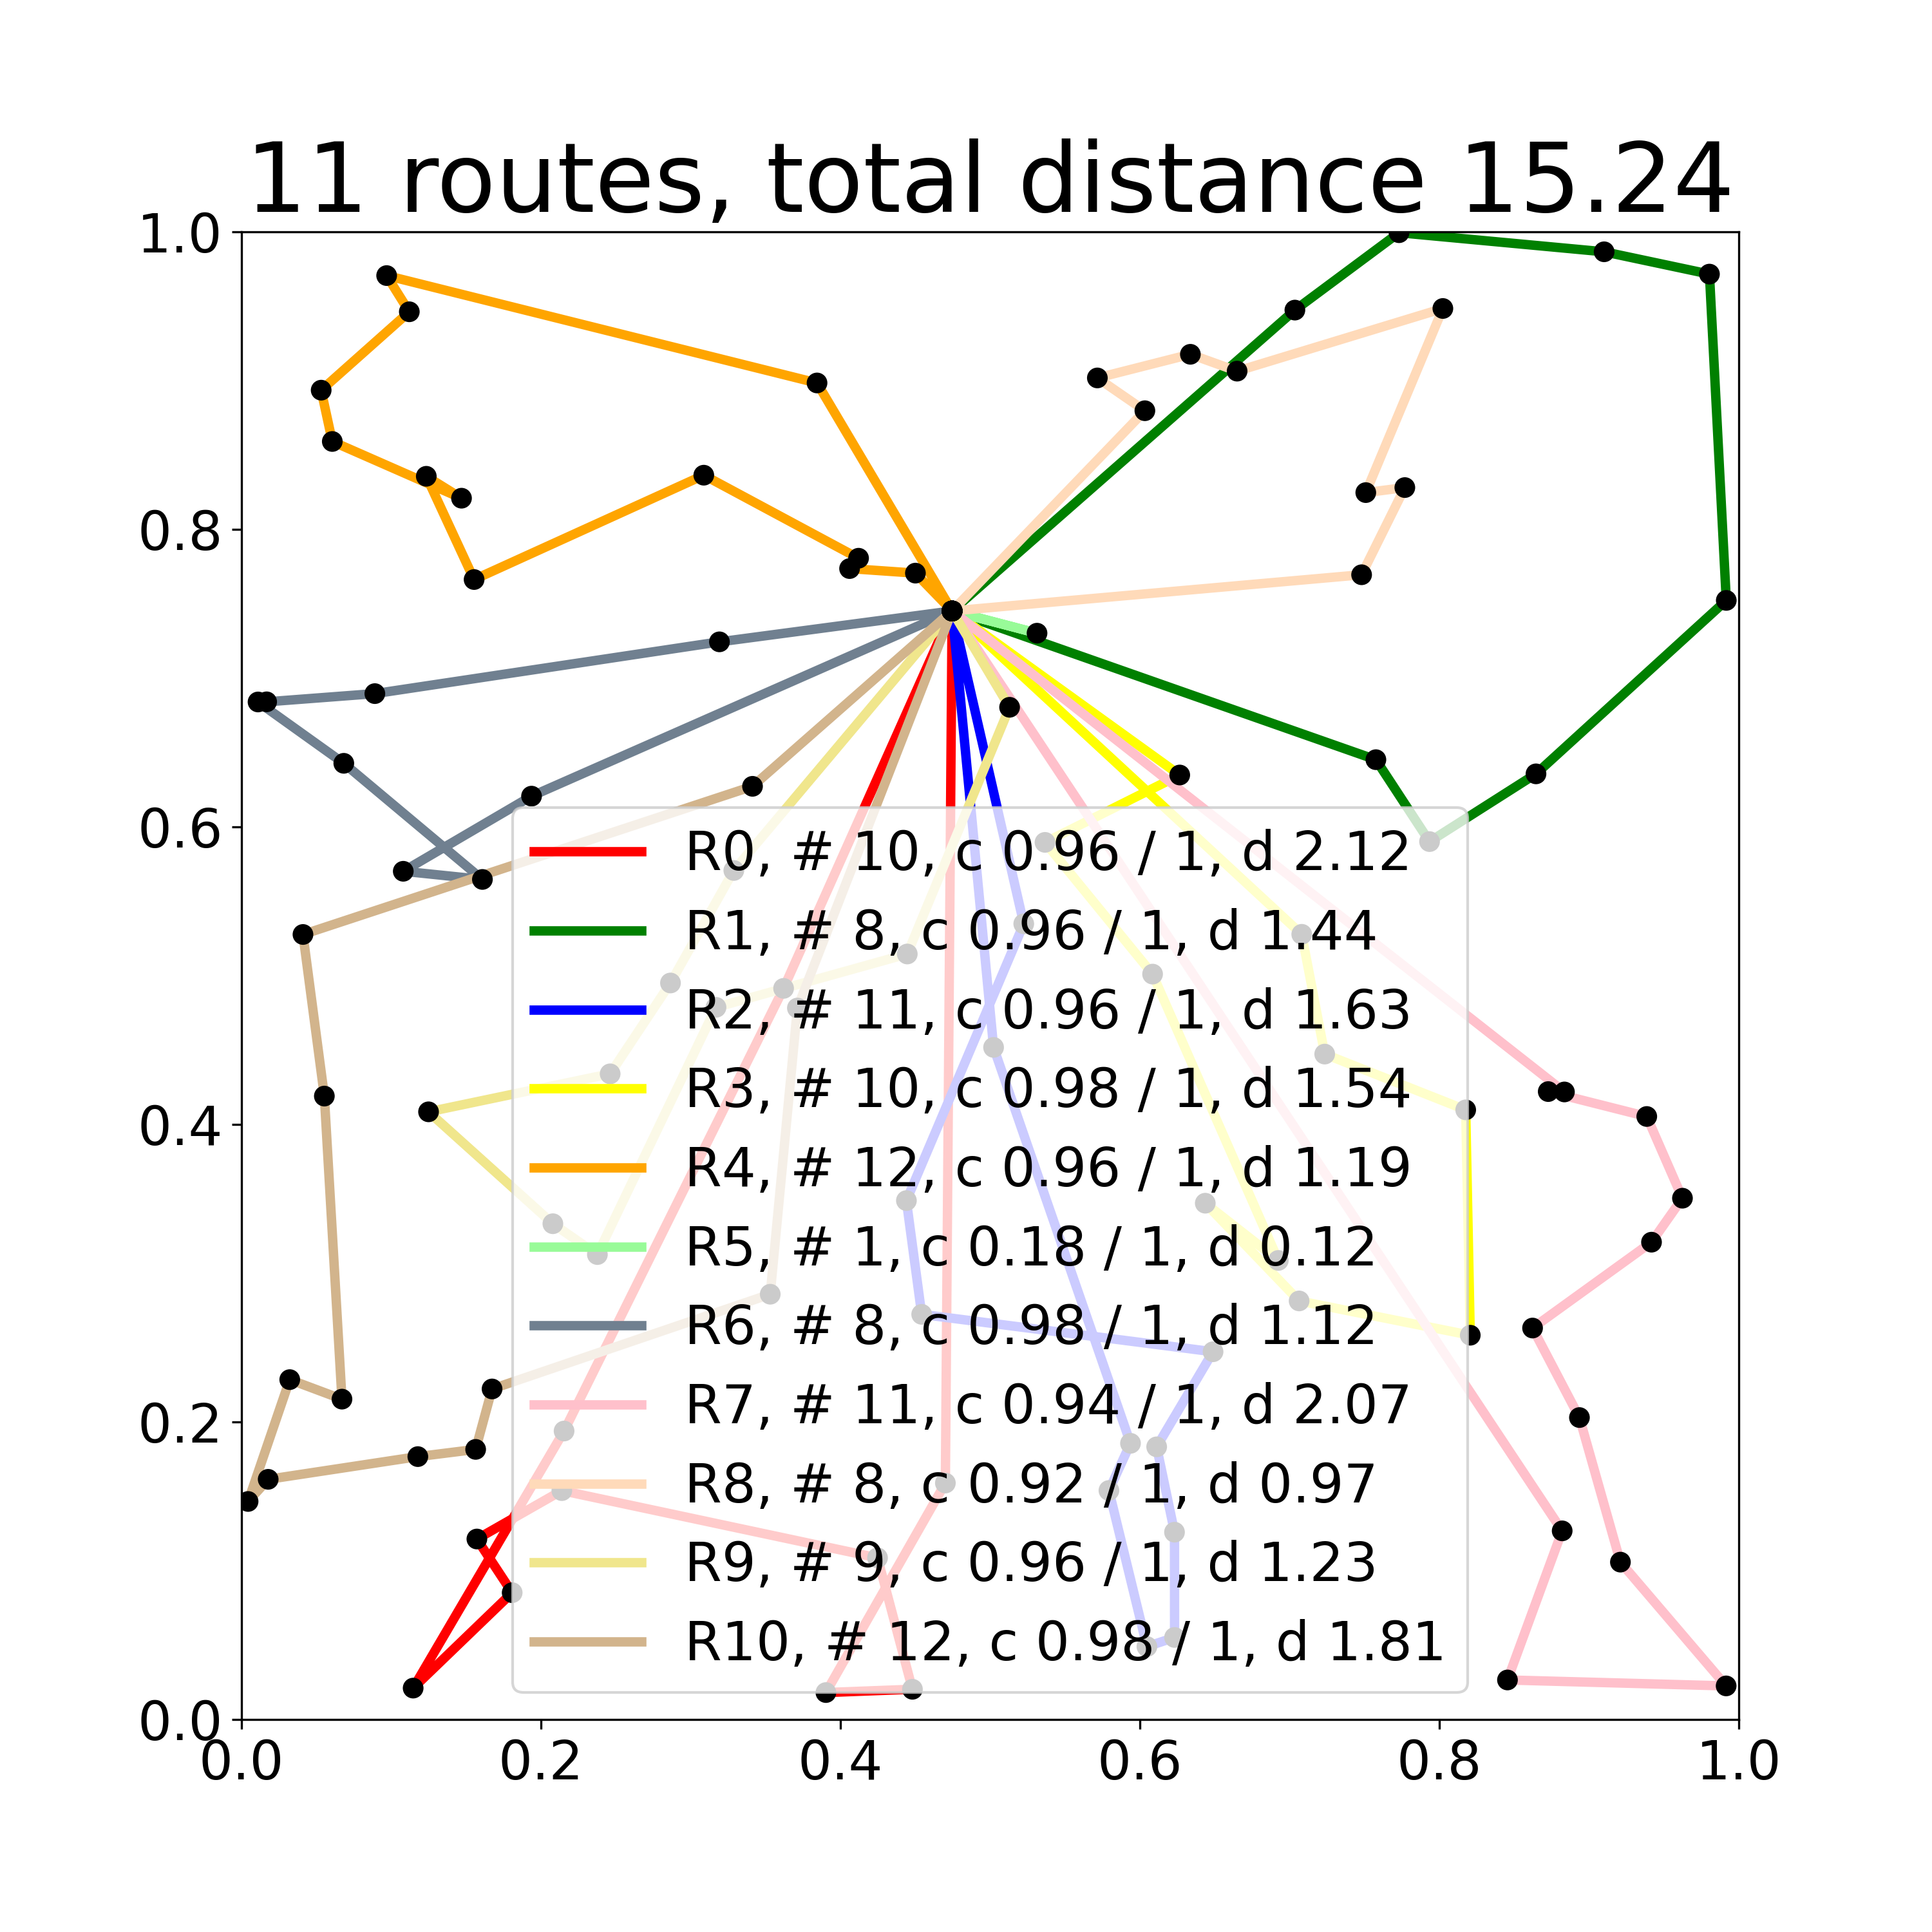 11 routes, total distance 15.24
1.0
0.8
0.6
0.4
0.2
0.0
R0, # 10, c 0.96 / 1, d 2.12
R1, # 8, c 0.96 / 1, d 1.44
R2, # 11, c 0.96 / 1, d 1.63
R3, # 10, c 0.98 / 1, d 1.54
R4, # 12, c 0.96 / 1, d 1.19
R5, # 1, c 0.18 / 1, d 0.12
R6, # 8, c 0.98 / 1, d 1.12
R7, # 11, c 0.94 / 1, d 2.07
R8, # 8, c 0.92 / 1, d 0.97
R9, # 9, c 0.96 / 1, d 1.23
R10, # 12, c 0.98 / 1, d 1.81
0.0 0.2 0.4 0.6 0.8 1.0